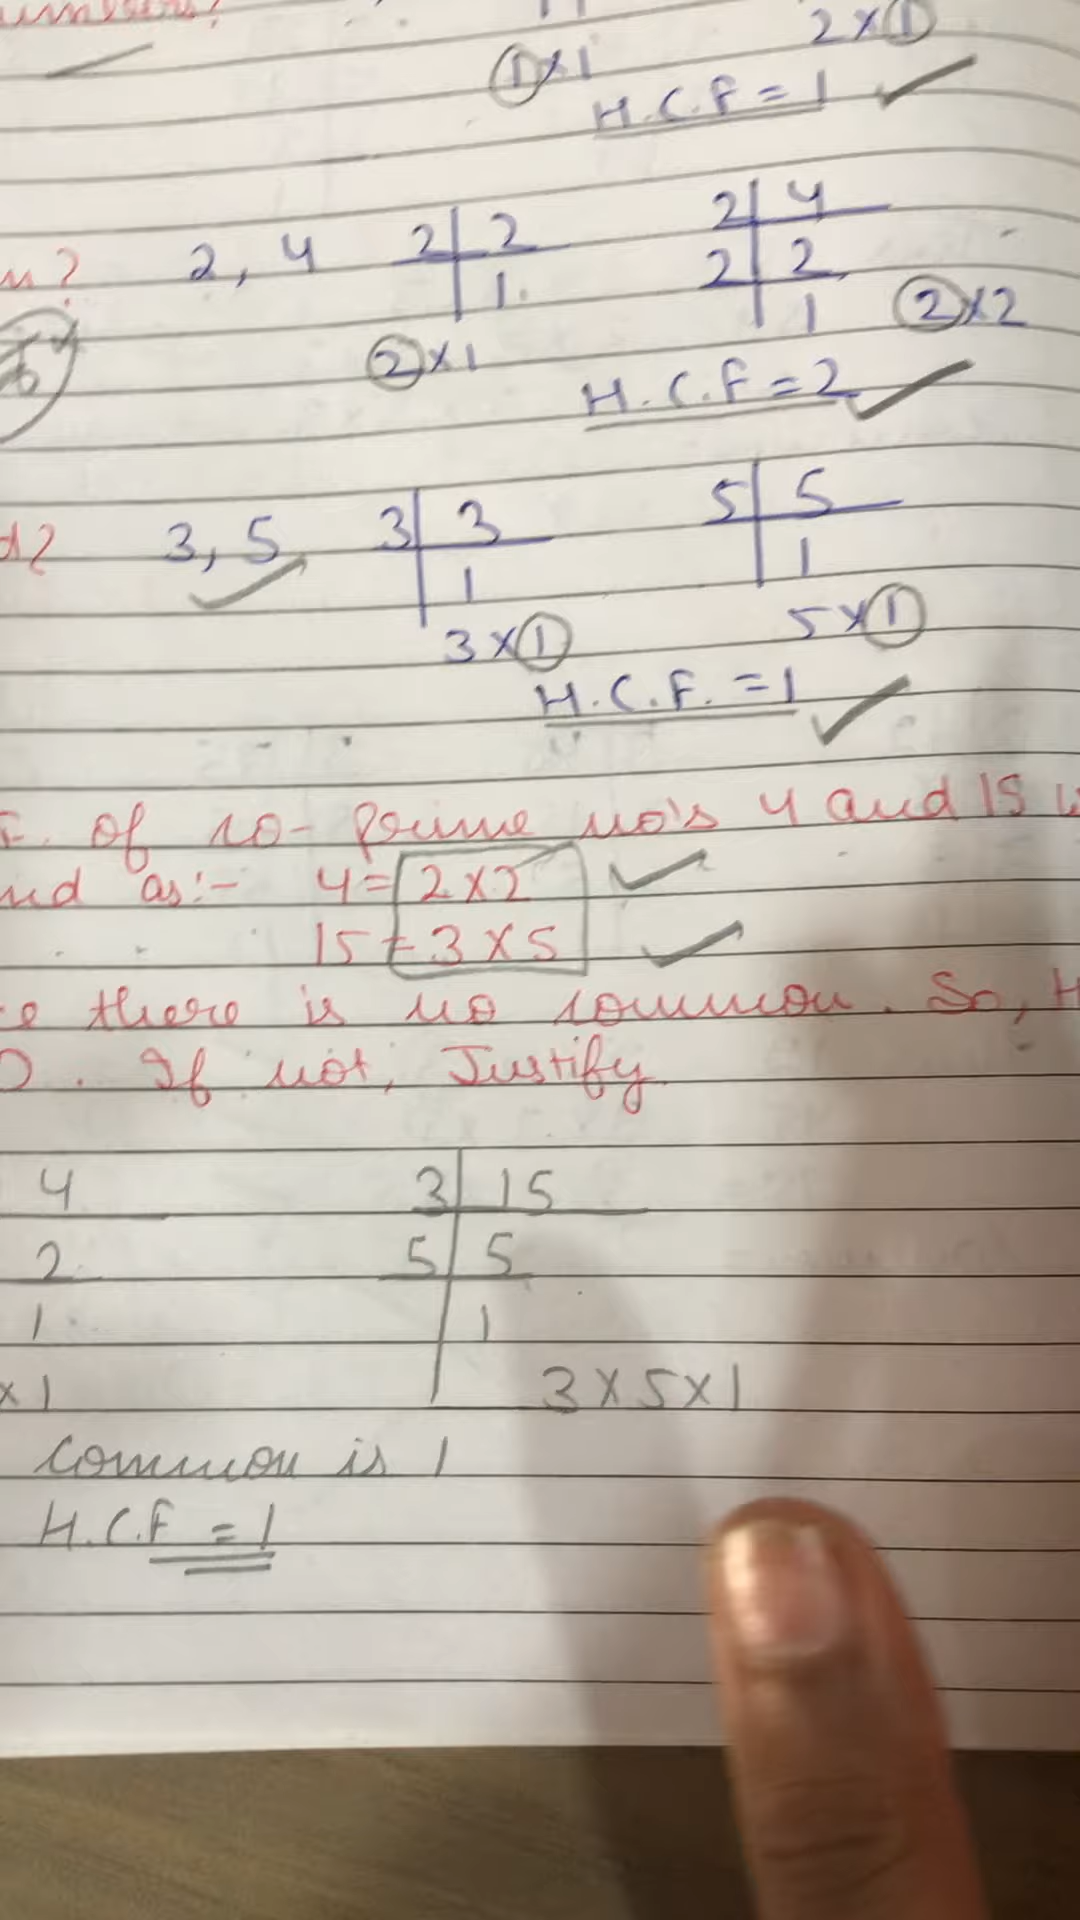 2 × 1
1 × 1
H.C.F = 1
2, 4 2 | 2 2 | 4
1 2 | 2
2 × 1 1 2 × 2
H.C.F = 2
3, 5 3 | 3 5 | 5
1 1
3 × 1 5 × 1
H.C.F. = 1
of co-prime no's 4 and 15
as:- 4 = 2 × 2
15 = 3 × 5
there is no common. So, H
. If not, Justify
4 3 | 15
2 5 | 5
1 1
× 1 3 × 5 × 1
common is 1
H.C.F = 1